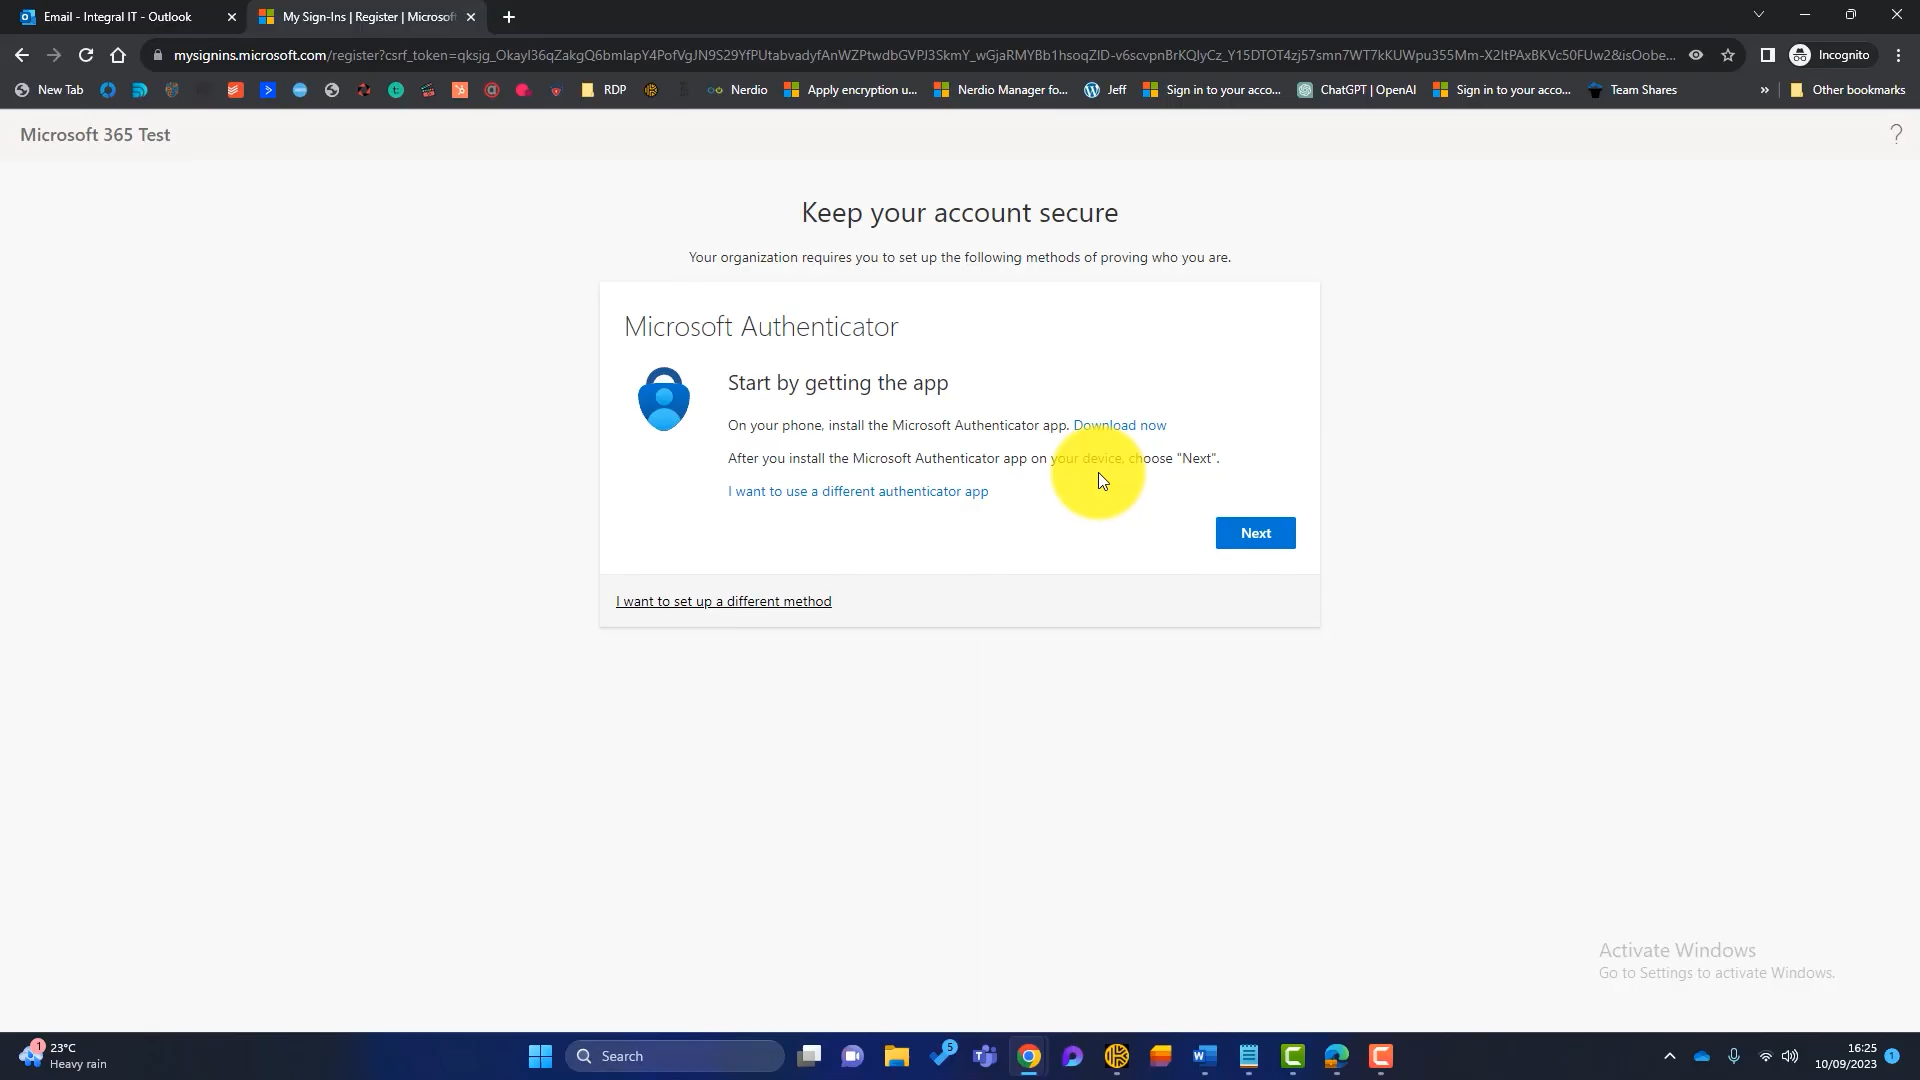 Email - Integral IT - Outlook
My Sign-Ins | Register | Microsof
mysignins.microsoft.com/register?csrf_token=qksjg_Okayl36qZakgQ6bmlapY4PofVgJN9S29YfPUtabvadyfAnWZPtwdbGVPJ3SkmY_wGjaRMYBb1hsoqZID-v6scvpnBrKQlyCz_Y15DTOT4zj57smn7WT7kKUWpu355Mm-X2ItPAxBKVc50FUw2&isOobe...
Incognito
New Tab
RDP
Nerdio
Apply encryption u...
Nerdio Manager fo...
Jeff
Sign in to your acco...
ChatGPT | OpenAI
Sign in to your acco...
Team Shares
»
Other bookmarks
Microsoft 365 Test
?
Keep your account secure
Your organization requires you to set up the following methods of proving who you are.
Microsoft Authenticator
Start by getting the app
On your phone, install the Microsoft Authenticator app. Download now
After you install the Microsoft Authenticator app on your device, choose "Next".
I want to use a different authenticator app
Next
I want to set up a different method
Activate Windows
Go to Settings to activate Windows.
1
23°C
Heavy rain
Search
5
16:25
10/09/2023
1